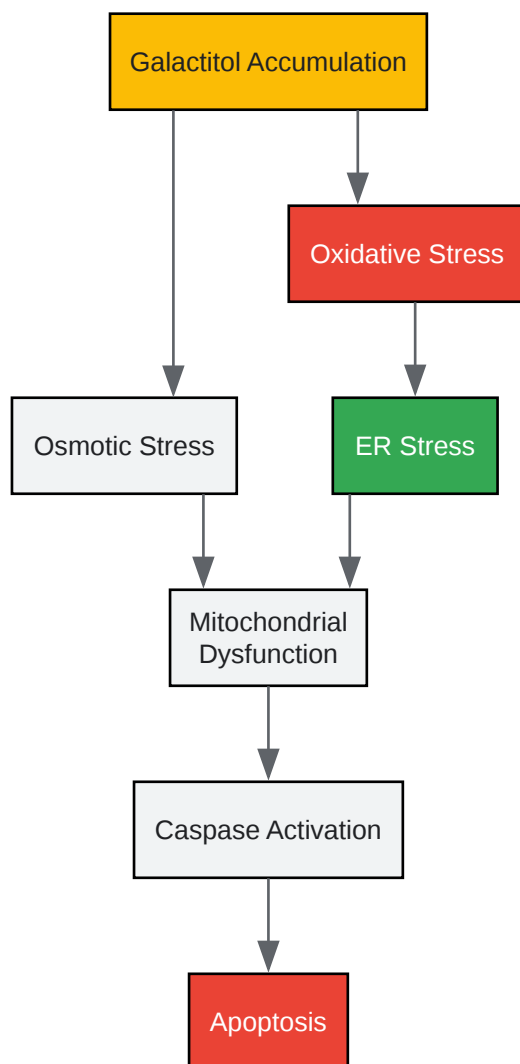 Galactitol Accumulation
Oxidative Stress
Osmotic Stress
ER Stress
Mitochondrial
Dysfunction
Caspase Activation
Apoptosis